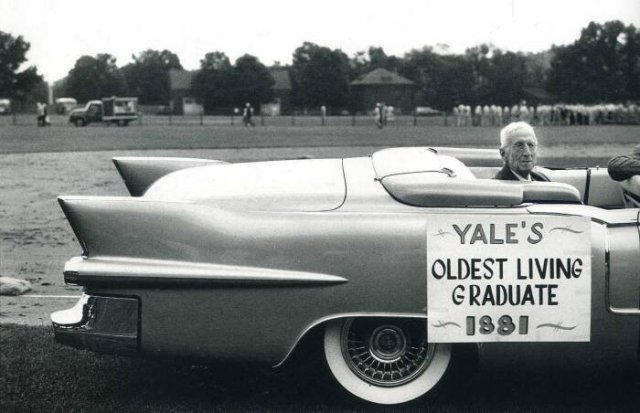 YALE'S
OLDEST LIVING
GRADUATE
1881